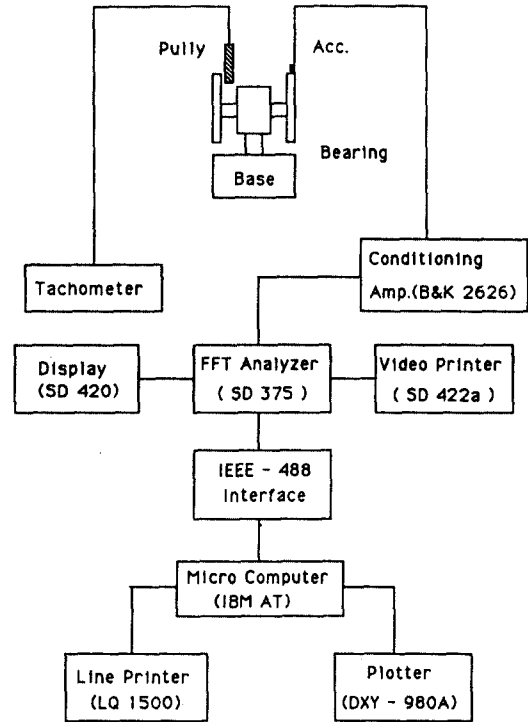 Pully
Acc.
Bearing
Base
Conditioning
Amp.(B&K 2626)
Tachometer
Display
(SD 420)
FFT Analyzer
( SD 375 )
Video Printer
( SD 422a)
IEEE - 488
Interface
Micro Computer
(IBM AT)
Line Printer
(LQ 1500)
Plotter
(DXY - 980A)